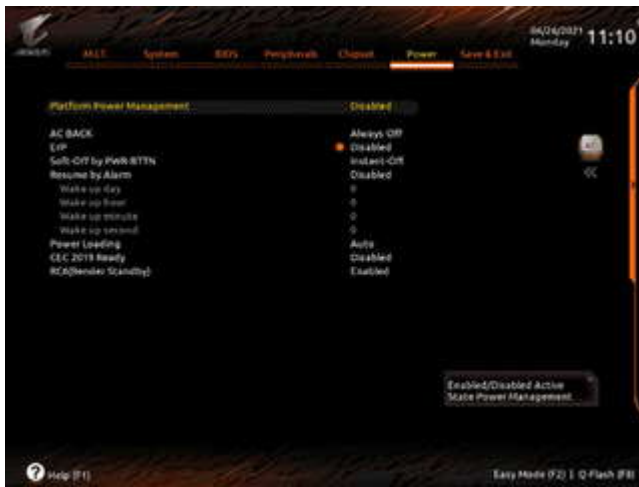 11:10
Monday
M.I.T.
System
BIOS
Peripherals
Chipset
Power
Save & Exit
Platform Power Management Disabled
AC BACK Always Off
ErP Disabled
Soft-Off by PWR-BTTN Instant-Off
Resume by Alarm Disabled
Wake up day 0
Wake up hour 0
Wake up minute 0
Wake up second 0
Power Loading Auto
CEC 2019 Ready Disabled
RC6(Render Standby) Enabled
Enabled/Disabled Active
State Power Management
Help (F1)
Easy Mode (F2) | Q-Flash (F8)